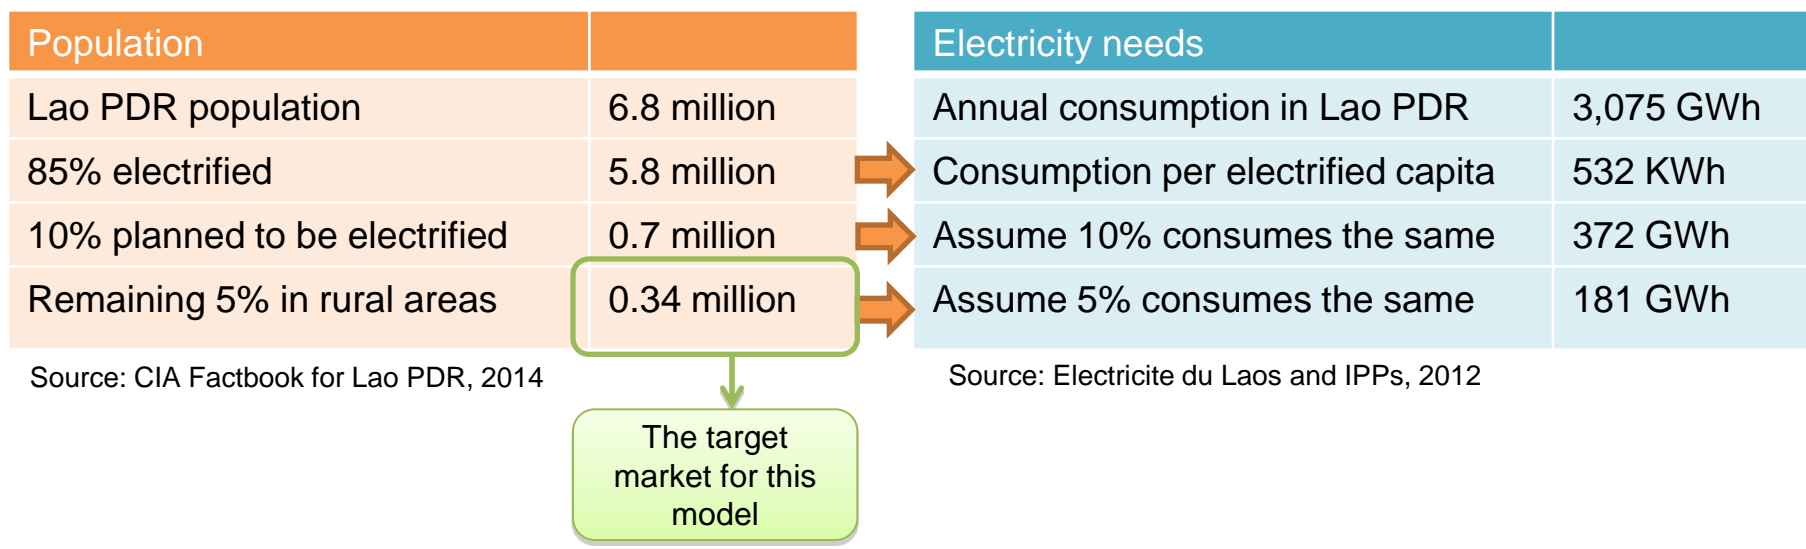 Population
Lao PDR population 6.8 million
85% electrified 5.8 million
10% planned to be electrified 0.7 million
Remaining 5% in rural areas 0.34 million
Source: CIA Factbook for Lao PDR, 2014
The target
market for this
model
Electricity needs
Annual consumption in Lao PDR 3,075 GWh
Consumption per electrified capita 532 KWh
Assume 10% consumes the same 372 GWh
Assume 5% consumes the same 181 GWh
Source: Electricite du Laos and IPPs, 2012